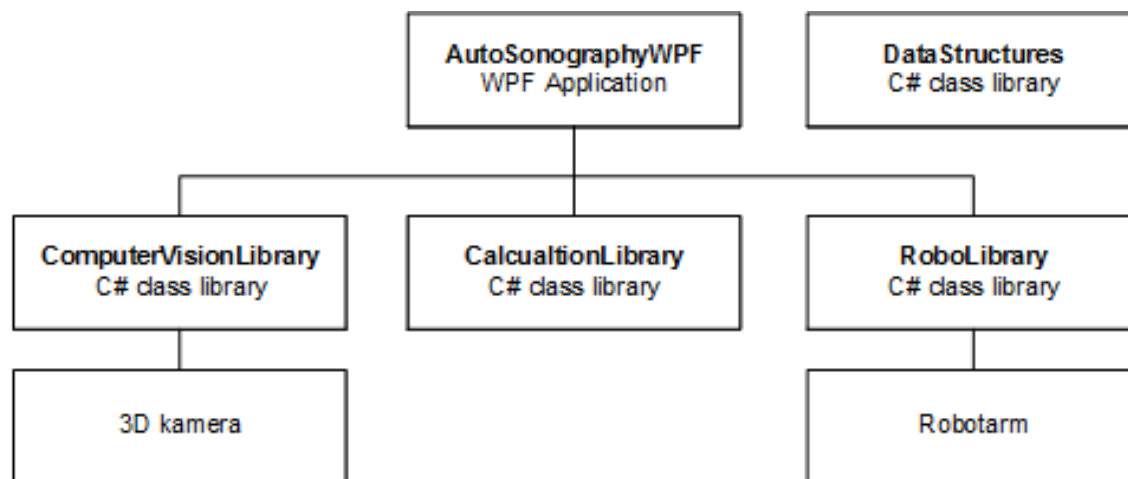 AutoSonographyWPF
WPF Application
DataStructures
C# class library
ComputerVisionLibrary
C# class library
CalcualtionLibrary
C# class library
RoboLibrary
C# class library
3D kamera
Robotarm